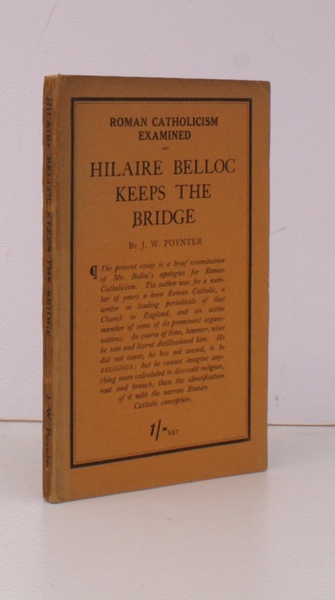 ROMAN CATHOLICISM
EXAMINED
HILAIRE BELLOC
KEEPS THE
BRIDGE
By J. W. POYNTER
¶ The present essay is a brief examination
of Mr. Belloc's apologies for Roman
Catholicism. The author was for a num-
ber of years a keen Roman Catholic, a
writer in leading periodicals of that
Church in England, and an active
member of some of its prominent organi-
sations. In course of time, however, what
he saw and learnt disillusioned him. He
did not cease, he has not ceased, to be
RELIGIOUS; but he cannot imagine any-
thing more calculated to discredit religion,
root and branch, than the identification
of it with the narrow Roman
Catholic conception.
1/- NET
HILAIRE BELLOC KEEPS THE BRIDGE
J. W. Poynter